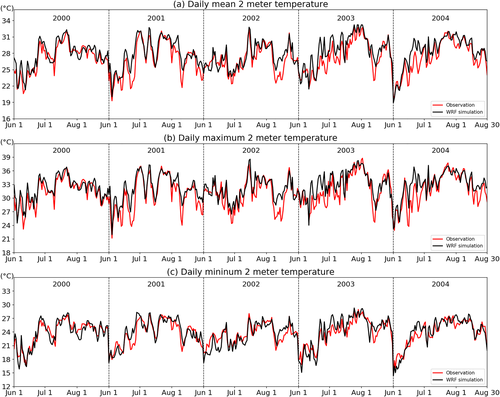 (a) Daily mean 2 meter temperature
(°C)
2000 2001 2002 2003 2004
34
31
28
25
22
19
16
Observation
WRF simulation
Jun 1 Jul 1 Aug 1 Jun 1 Jul 1 Aug 1 Jun 1 Jul 1 Aug 1 Jun 1 Jul 1 Aug 1 Jun 1 Jul 1 Aug 1 Aug 30
(b) Daily maximum 2 meter temperature
(°C)
2000 2001 2002 2003 2004
39
36
33
30
27
24
21
18
Observation
WRF simulation
Jun 1 Jul 1 Aug 1 Jun 1 Jul 1 Aug 1 Jun 1 Jul 1 Aug 1 Jun 1 Jul 1 Aug 1 Jun 1 Jul 1 Aug 1 Aug 30
(c) Daily mininum 2 meter temperature
(°C)
2000 2001 2002 2003 2004
33
30
27
24
21
18
15
12
Observation
WRF simulation
Jun 1 Jul 1 Aug 1 Jun 1 Jul 1 Aug 1 Jun 1 Jul 1 Aug 1 Jun 1 Jul 1 Aug 1 Jun 1 Jul 1 Aug 1 Aug 30